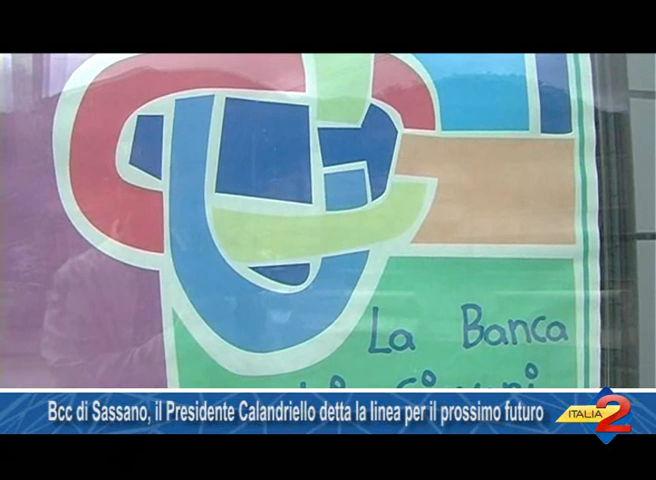 La Banca
Bcc di Sassano, il Presidente Calandriello detta la linea per il prossimo futuro
ITALIA 2